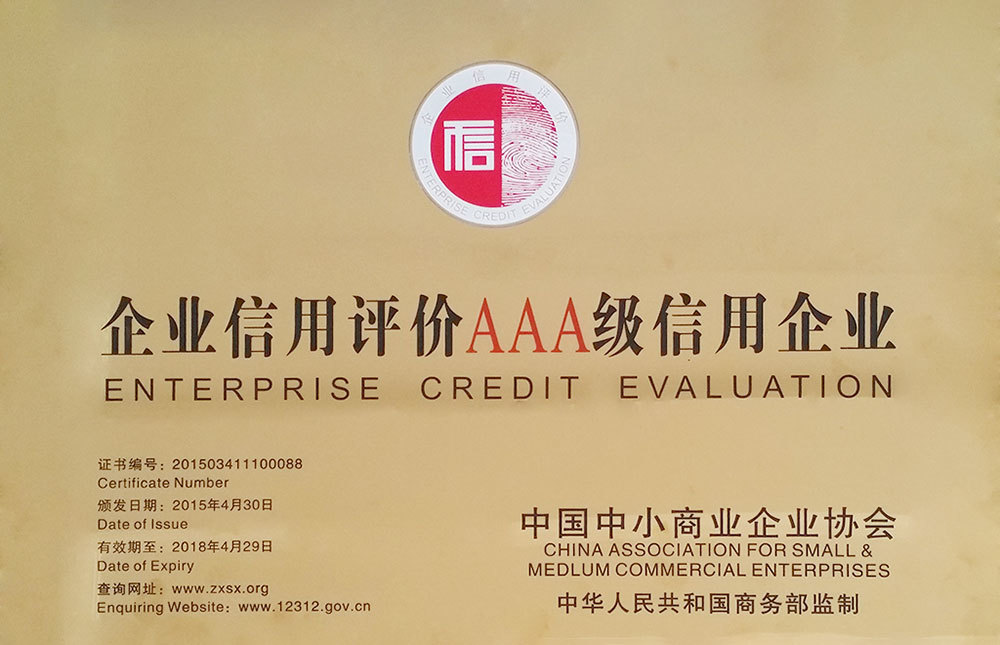 企业信用评价
信
ENTERPRISE CREDIT EVALUATION
企业信用评价AAA级信用企业
ENTERPRISE CREDIT EVALUATION
证书编号：201503411100088
Certificate Number
颁发日期：2015年4月30日
Date of Issue
有效期至：2018年4月29日
Date of Expiry
查询网址：www.zxsx.org
Enquiring Website：www.12312.gov.cn
中国中小商业企业协会
CHINA ASSOCIATION FOR SMALL &
MEDLUM COMMERCIAL ENTERPRISES
中华人民共和国商务部监制